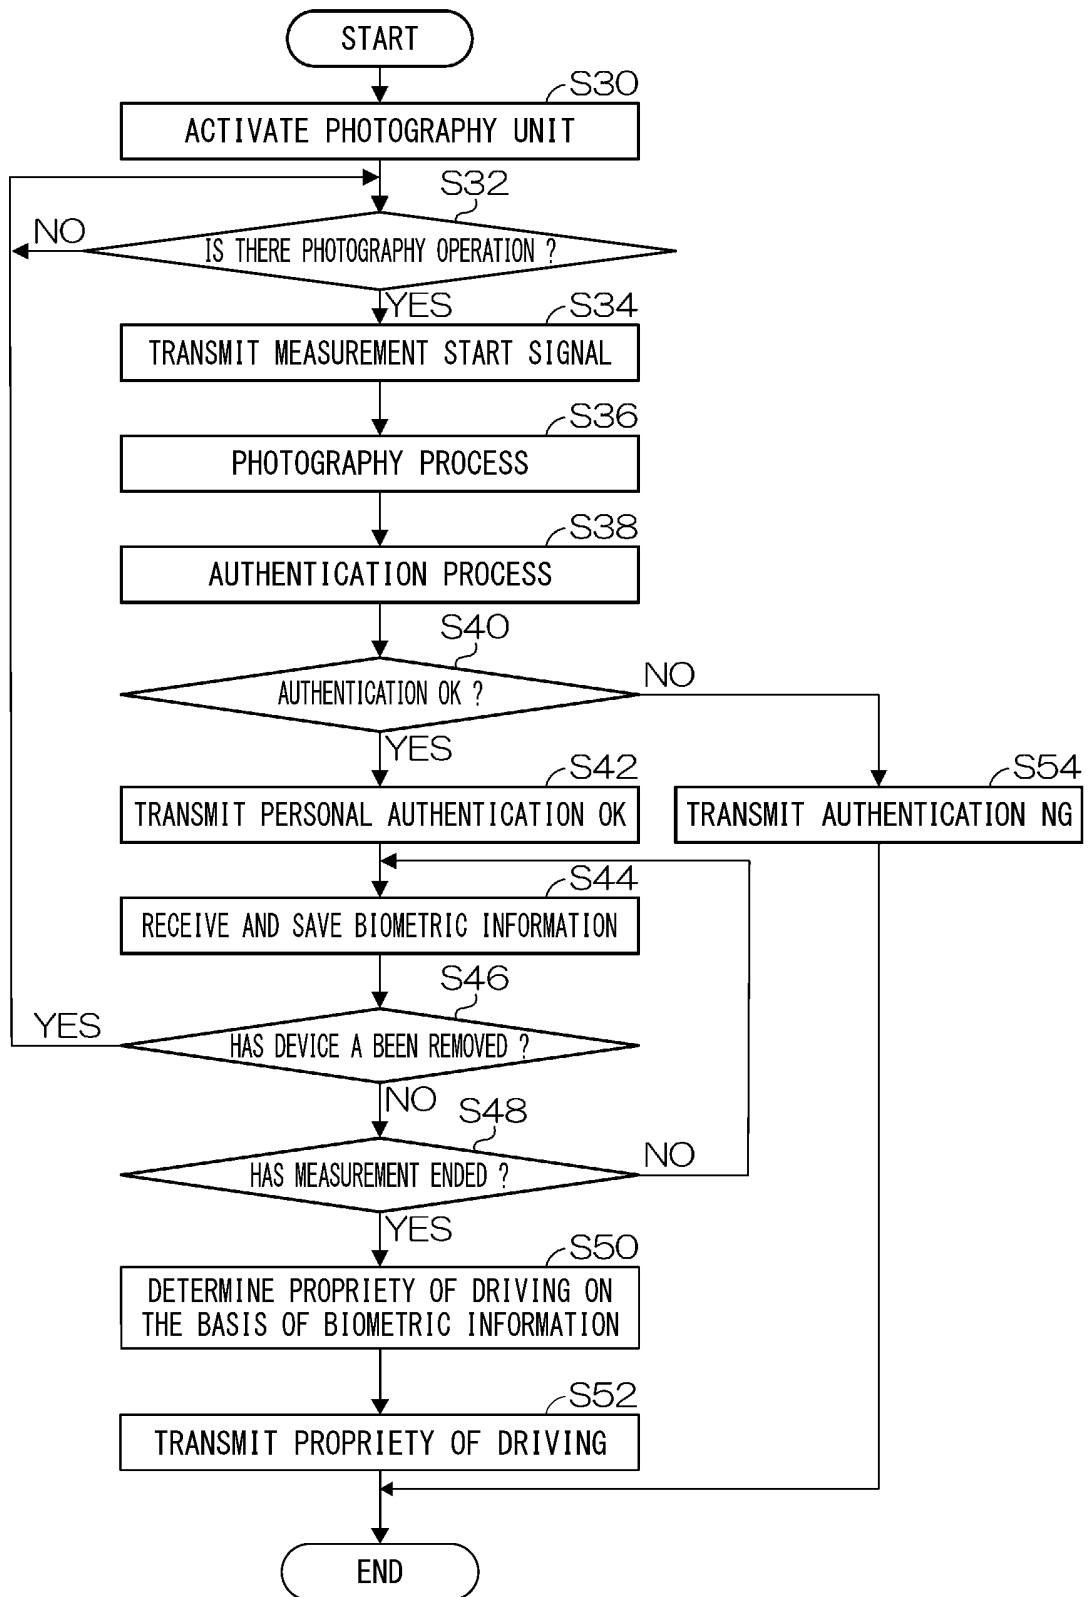 START
S30
ACTIVATE PHOTOGRAPHY UNIT
S32
NO
IS THERE PHOTOGRAPHY OPERATION ?
YES
S34
TRANSMIT MEASUREMENT START SIGNAL
S36
PHOTOGRAPHY PROCESS
S38
AUTHENTICATION PROCESS
S40
AUTHENTICATION OK ?
NO
YES
S42
TRANSMIT PERSONAL AUTHENTICATION OK
S54
TRANSMIT AUTHENTICATION NG
S44
RECEIVE AND SAVE BIOMETRIC INFORMATION
S46
YES
HAS DEVICE A BEEN REMOVED ?
NO
S48
HAS MEASUREMENT ENDED ?
NO
YES
S50
DETERMINE PROPRIETY OF DRIVING ON
THE BASIS OF BIOMETRIC INFORMATION
S52
TRANSMIT PROPRIETY OF DRIVING
END